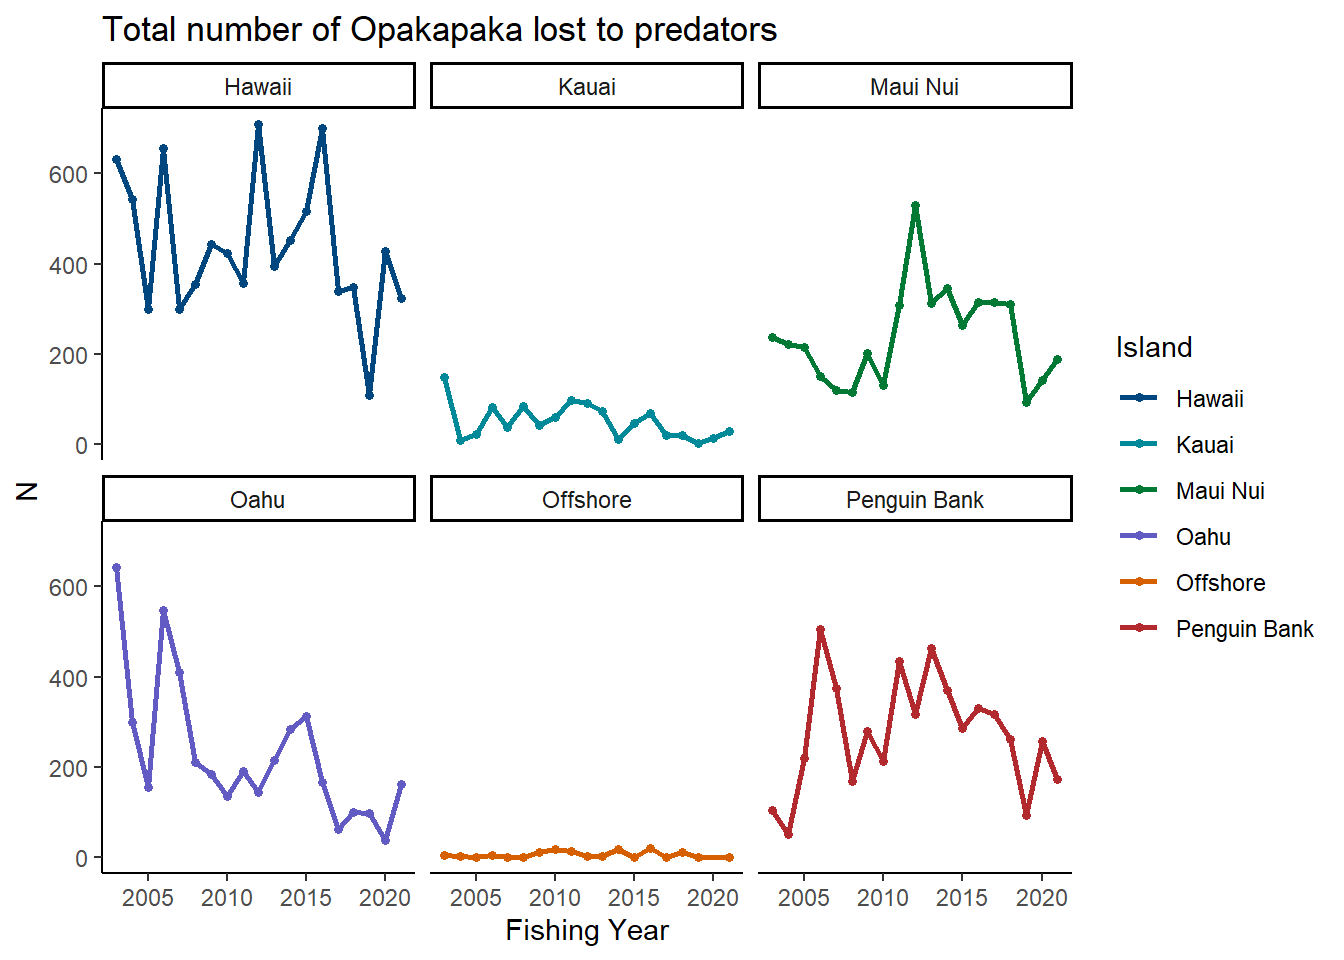 Total number of Opakapaka lost to predators
Hawaii
Kauai
Maui Nui
600
400
200
0
N
Oahu
Offshore
Penguin Bank
600
400
200
0
2005 2010 2015 2020
2005 2010 2015 2020
2005 2010 2015 2020
Fishing Year
Island
Hawaii
Kauai
Maui Nui
Oahu
Offshore
Penguin Bank